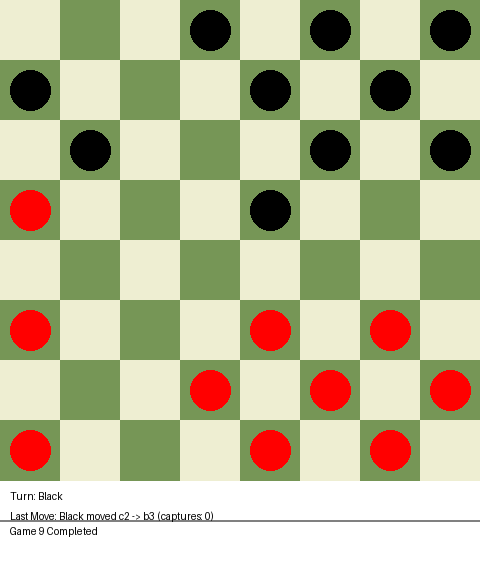 Turn: Black
Last Move: Black moved c2 -> b3 (captures: 0)
Game 9 Completed